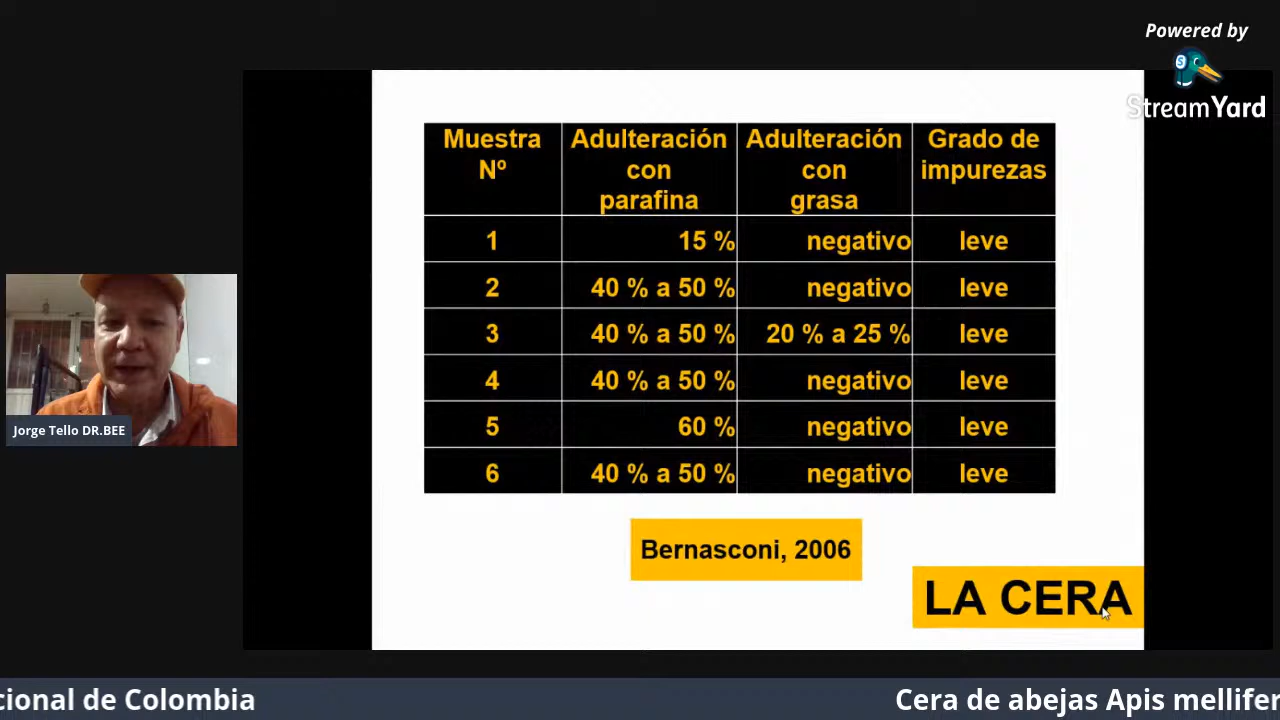 Powered by
StreamYard
Muestra Nº | Adulteración con parafina | Adulteración con grasa | Grado de impurezas
1 | 15 % | negativo | leve
2 | 40 % a 50 % | negativo | leve
3 | 40 % a 50 % | 20 % a 25 % | leve
4 | 40 % a 50 % | negativo | leve
5 | 60 % | negativo | leve
6 | 40 % a 50 % | negativo | leve
Jorge Tello DR.BEE
Bernasconi, 2006
LA CERA
cional de Colombia
Cera de abejas Apis mellifer